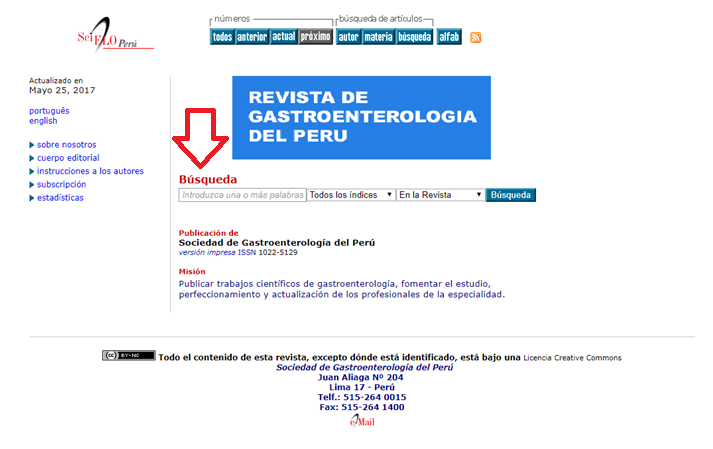 SciELO Perú
números
búsqueda de artículos
todos anterior actual próximo autor materia búsqueda alfab
Actualizado en
Mayo 25, 2017
português
english
sobre nosotros
cuerpo editorial
instrucciones a los autores
subscripción
estadísticas
REVISTA DE
GASTROENTEROLOGIA
DEL PERU
Búsqueda
Introduzca una o más palabras Todos los índices En la Revista Búsqueda
Publicación de
Sociedad de Gastroenterología del Perú
versión impresa ISSN 1022-5129
Misión
Publicar trabajos científicos de gastroenterología, fomentar el estudio,
perfeccionamiento y actualización de los profesionales de la especialidad.
(cc) BY-NC Todo el contenido de esta revista, excepto dónde está identificado, está bajo una Licencia Creative Commons
Sociedad de Gastroenterología del Perú
Juan Aliaga Nº 204
Lima 17 - Perú
Telf.: 515-264 0015
Fax: 515-264 1400
e-Mail